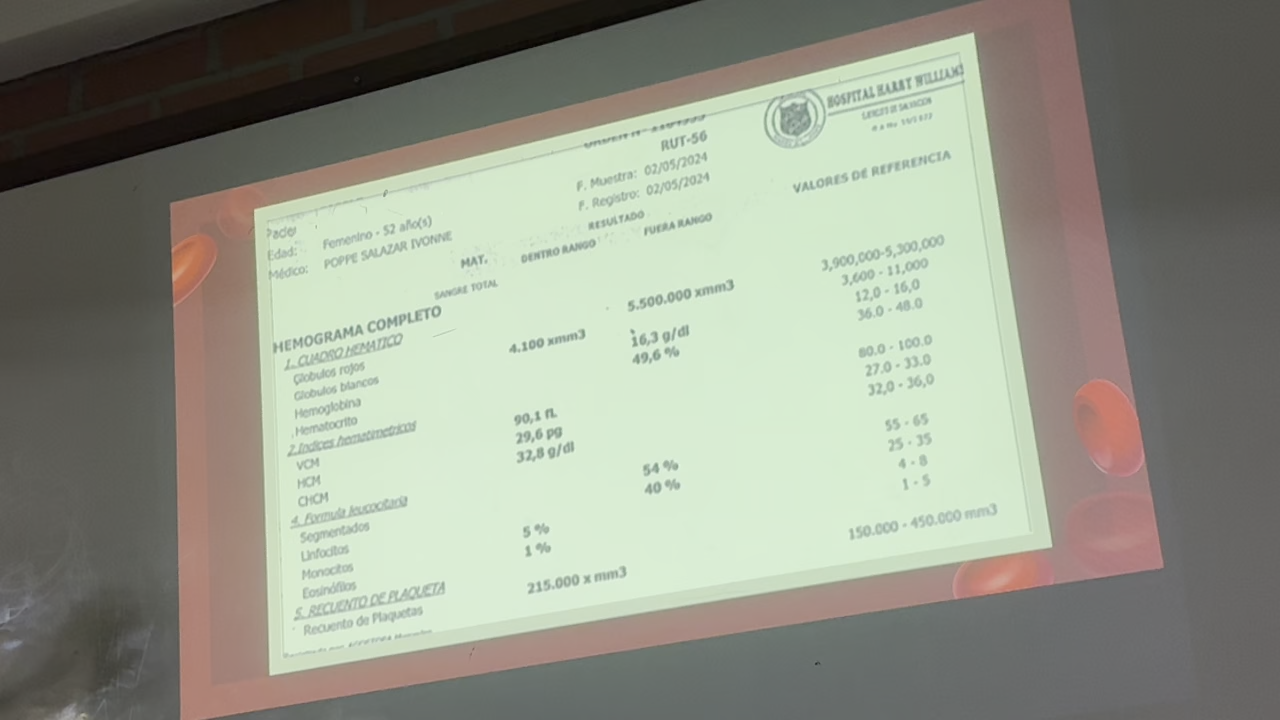 HOSPITAL HARRY WILLIAMS
RUT-56
F. Muestra: 02/05/2024
F. Registro: 02/05/2024
Edad: Femenino - 52 año(s)
Médico: POPPE SALAZAR IVONNE
RESULTADO
MAT. DENTRO RANGO FUERA RANGO VALORES DE REFERENCIA
SANGRE TOTAL
HEMOGRAMA COMPLETO
1. CUADRO HEMATICO
Glóbulos rojos 5.500.000 xmm3 3,900,000-5,300,000
Glóbulos blancos 4.100 xmm3 3,600 - 11,000
Hemoglobina 16,3 g/dl 12,0 - 16,0
Hematocrito 49,6 % 36.0 - 48.0
2.Indices hematimetricos
VCM 90,1 fL 80.0 - 100.0
HCM 29,6 pg 27.0 - 33.0
CHCM 32,8 g/dl 32,0 - 36,0
4. Formula leucocitaria
Segmentados 54 % 55 - 65
Linfocitos 40 % 25 - 35
Monocitos 5 % 4 - 8
Eosinófilos 1 % 1 - 5
5. RECUENTO DE PLAQUETA
Recuento de Plaquetas 215.000 x mm3 150.000 - 450.000 mm3